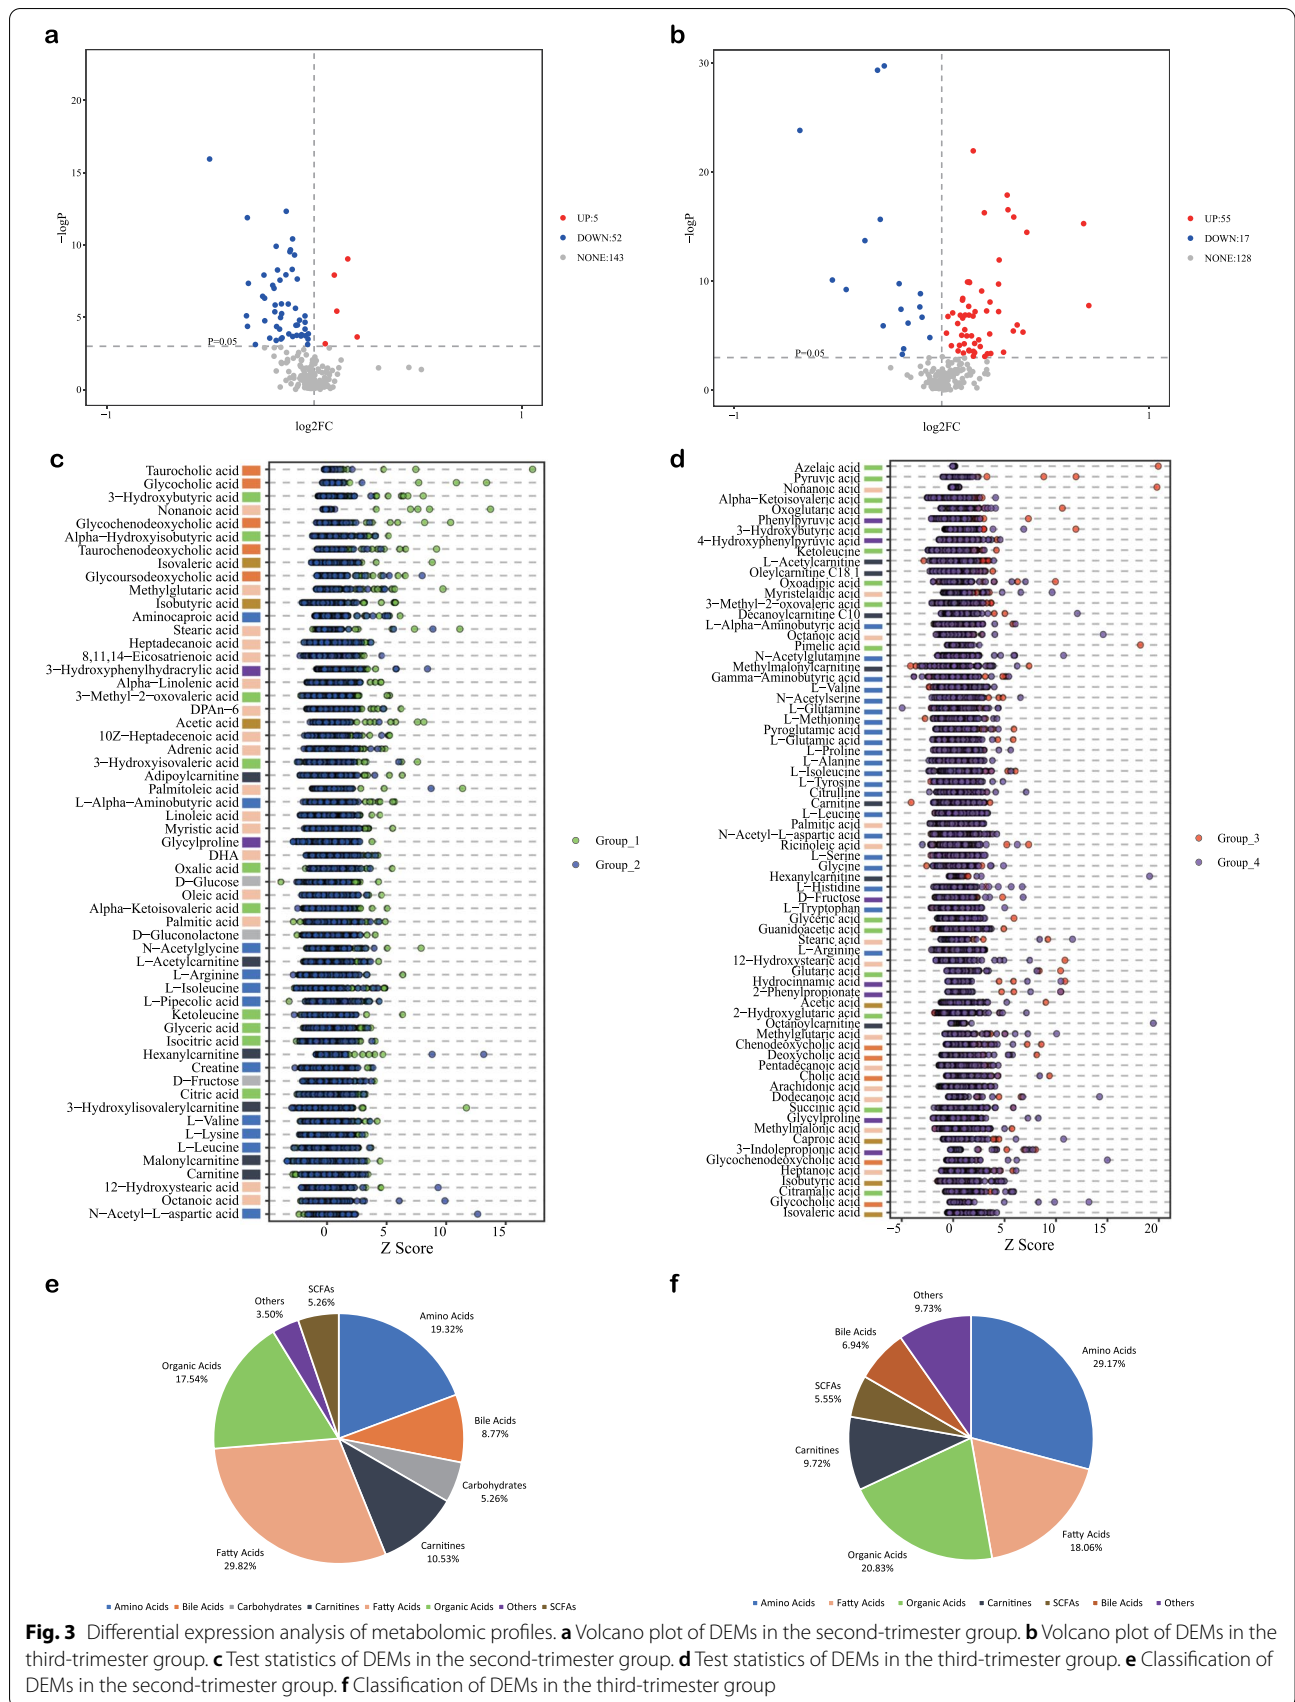 a
−logP
20
15
10
5
0
P=0.05
−1
1
log2FC
UP:5
DOWN:52
NONE:143
b
−logP
30
20
10
0
P=0.05
−1
1
log2FC
UP:55
DOWN:17
NONE:128
c
Taurocholic acid
Glycocholic acid
3−Hydroxybutyric acid
Nonanoic acid
Glycochenodeoxycholic acid
Alpha−Hydroxyisobutyric acid
Taurochenodeoxycholic acid
Isovaleric acid
Glycoursodeoxycholic acid
Methylglutaric acid
Isobutyric acid
Aminocaproic acid
Stearic acid
Heptadecanoic acid
8,11,14−Eicosatrienoic acid
3−Hydroxyphenylhydracrylic acid
Alpha−Linolenic acid
3−Methyl−2−oxovaleric acid
DPAn−6
Acetic acid
10Z−Heptadecenoic acid
Adrenic acid
3−Hydroxyisovaleric acid
Adipoylcarnitine
Palmitoleic acid
L−Alpha−Aminobutyric acid
Linoleic acid
Myristic acid
Glycylproline
DHA
Oxalic acid
D−Glucose
Oleic acid
Alpha−Ketoisovaleric acid
Palmitic acid
D−Gluconolactone
N−Acetylglycine
L−Acetylcarnitine
L−Arginine
L−Isoleucine
L−Pipecolic acid
Ketoleucine
Glyceric acid
Isocitric acid
Hexanylcarnitine
Creatine
D−Fructose
Citric acid
3−Hydroxylisovalerylcarnitine
L−Valine
L−Lysine
L−Leucine
Malonylcarnitine
Carnitine
12−Hydroxystearic acid
Octanoic acid
N−Acetyl−L−aspartic acid
0
5
10
15
Z Score
Group_1
Group_2
d
Azelaic acid
Pyruvic acid
Nonanoic acid
Alpha−Ketoisovaleric acid
Oxoglutaric acid
Phenylpyruvic acid
3−Hydroxybutyric acid
4−Hydroxyphenylpyruvic acid
Ketoleucine
L−Acetylcarnitine
Oleylcarnitine C18 1
Oxoadipic acid
Myristelaidic acid
3−Methyl−2−oxovaleric acid
Decanoylcarnitine C10
L−Alpha−Aminobutyric acid
Octanoic acid
Pimelic acid
N−Acetylglutamine
Methylmalonylcarnitine
Gamma−Aminobutyric acid
L−Valine
N−Acetylserine
L−Glutamine
L−Methionine
Pyroglutamic acid
L−Glutamic acid
L−Proline
L−Alanine
L−Isoleucine
L−Tyrosine
Citrulline
Carnitine
L−Leucine
Palmitic acid
N−Acetyl−L−aspartic acid
Ricinoleic acid
L−Serine
Glycine
Hexanylcarnitine
L−Histidine
D−Fructose
L−Tryptophan
Glyceric acid
Guanidoacetic acid
Stearic acid
L−Arginine
12−Hydroxystearic acid
Glutaric acid
Hydrocinnamic acid
2−Phenylpropionate
Acetic acid
2−Hydroxyglutaric acid
Octanoylcarnitine
Methylglutaric acid
Chenodeoxycholic acid
Deoxycholic acid
Pentadecanoic acid
Cholic acid
Arachidonic acid
Dodecanoic acid
Succinic acid
Glycylproline
Methylmalonic acid
Caproic acid
3−Indolepropionic acid
Glycochenodeoxycholic acid
Heptanoic acid
Isobutyric acid
Citramalic acid
Glycocholic acid
Isovaleric acid
−5
0
5
10
15
20
Z Score
Group_3
Group_4
e
SCFAs
5.26%
Others
3.50%
Amino Acids
19.32%
Organic Acids
17.54%
Bile Acids
8.77%
Carbohydrates
5.26%
Carnitines
10.53%
Fatty Acids
29.82%
Amino Acids Bile Acids Carbohydrates Carnitines Fatty Acids Organic Acids Others SCFAs
f
Others
9.73%
Bile Acids
6.94%
Amino Acids
29.17%
SCFAs
5.55%
Carnitines
9.72%
Fatty Acids
18.06%
Organic Acids
20.83%
Amino Acids Fatty Acids Organic Acids Carnitines SCFAs Bile Acids Others
Fig. 3 Differential expression analysis of metabolomic profiles. a Volcano plot of DEMs in the second-trimester group. b Volcano plot of DEMs in the
third-trimester group. c Test statistics of DEMs in the second-trimester group. d Test statistics of DEMs in the third-trimester group. e Classification of
DEMs in the second-trimester group. f Classification of DEMs in the third-trimester group